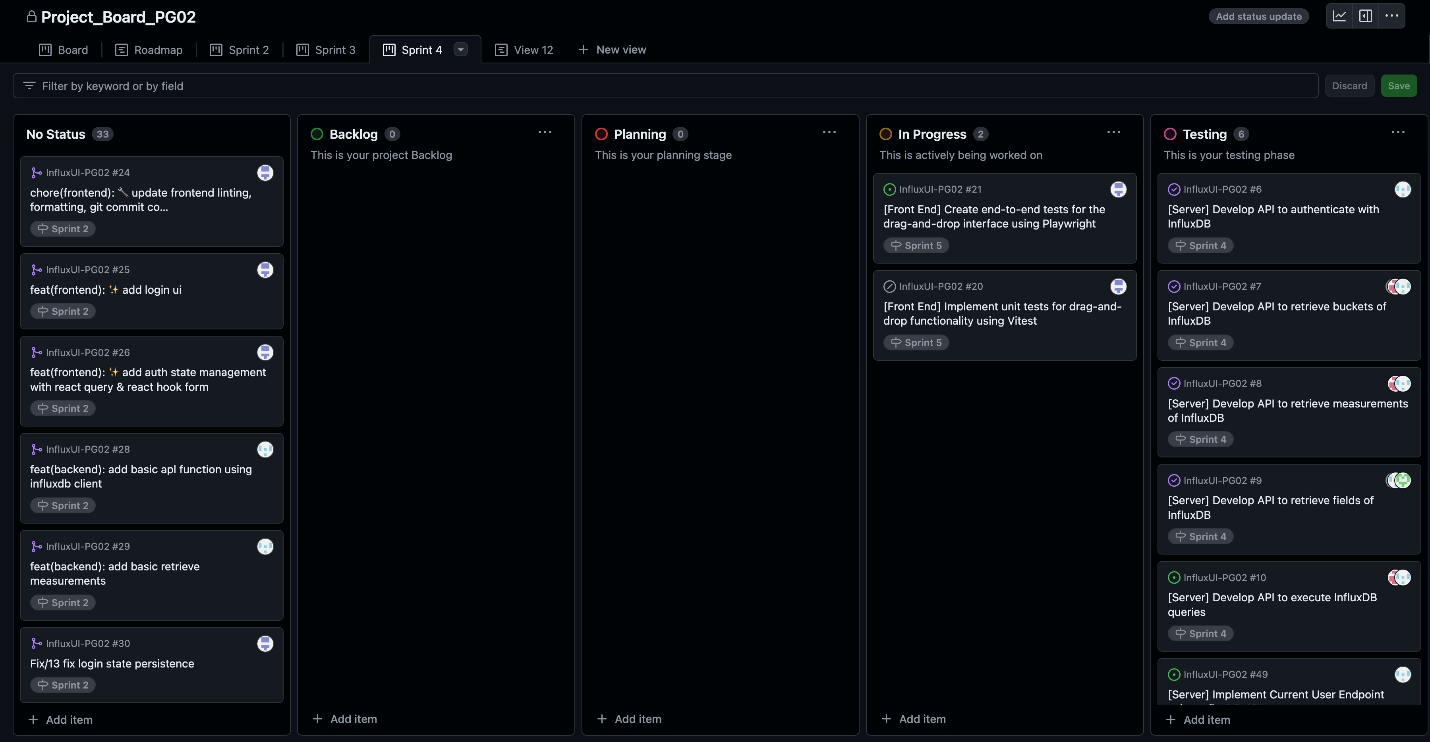 Project_Board_PG02
Add status update
Board
Roadmap
Sprint 2
Sprint 3
Sprint 4
View 12
New view
Filter by keyword or by field
Discard
Save
No Status 33
InfluxUI-PG02 #24
chore(frontend): 🔧 update frontend linting,
formatting, git commit co...
Sprint 2
InfluxUI-PG02 #25
feat(frontend): ✨ add login ui
Sprint 2
InfluxUI-PG02 #26
feat(frontend): ✨ add auth state management
with react query & react hook form
Sprint 2
InfluxUI-PG02 #28
feat(backend): add basic apl function using
influxdb client
Sprint 2
InfluxUI-PG02 #29
feat(backend): add basic retrieve
measurements
Sprint 2
InfluxUI-PG02 #30
Fix/13 fix login state persistence
Sprint 2
Add item
Backlog 0
This is your project Backlog
Add item
Planning 0
This is your planning stage
Add item
In Progress 2
This is actively being worked on
InfluxUI-PG02 #21
[Front End] Create end-to-end tests for the
drag-and-drop interface using Playwright
Sprint 5
InfluxUI-PG02 #20
[Front End] Implement unit tests for drag-and-
drop functionality using Vitest
Sprint 5
Add item
Testing 6
This is your testing phase
InfluxUI-PG02 #6
[Server] Develop API to authenticate with
InfluxDB
Sprint 4
InfluxUI-PG02 #7
[Server] Develop API to retrieve buckets of
InfluxDB
Sprint 4
InfluxUI-PG02 #8
[Server] Develop API to retrieve measurements
of InfluxDB
Sprint 4
InfluxUI-PG02 #9
[Server] Develop API to retrieve fields of
InfluxDB
Sprint 4
InfluxUI-PG02 #10
[Server] Develop API to execute InfluxDB
queries
Sprint 4
InfluxUI-PG02 #49
[Server] Implement Current User Endpoint
Add item